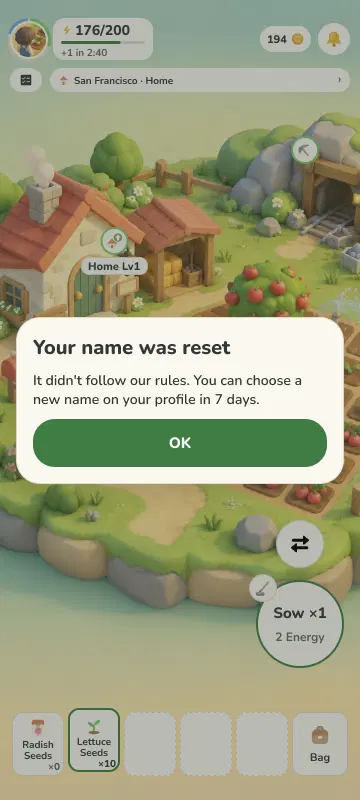 176/200
+1 in 2:40
194
San Francisco · Home
Home Lv1
Your name was reset
It didn't follow our rules. You can choose a
new name on your profile in 7 days.
OK
Sow ×1
2 Energy
Radish
Seeds
×0
Lettuce
Seeds
×10
Bag